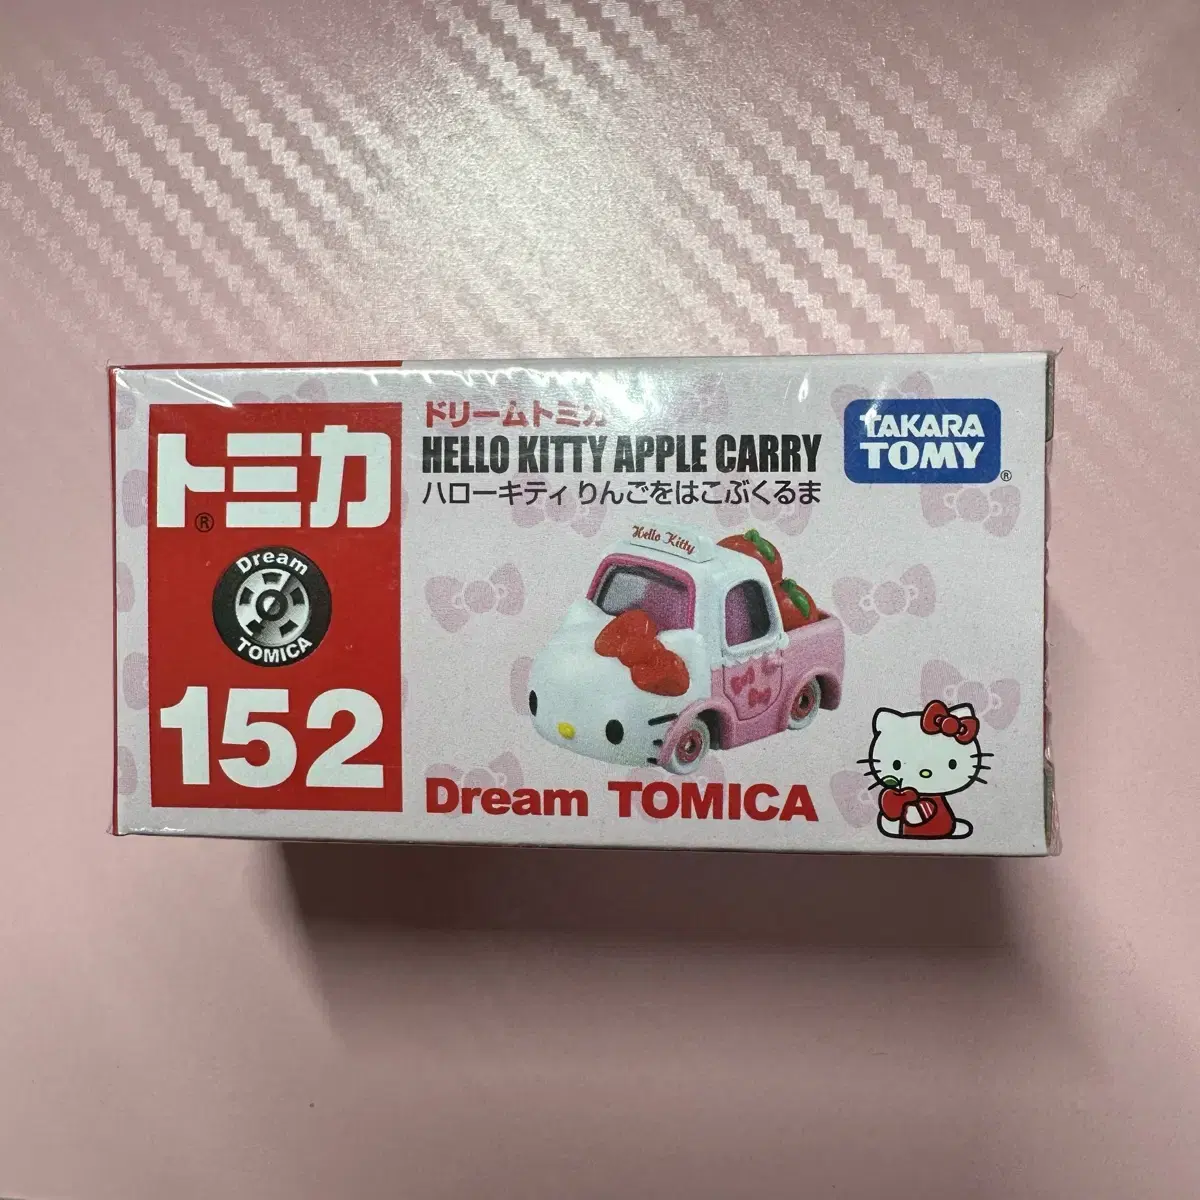 トミカ
®
Dream
TOMICA
152
ドリームトミカ
HELLO KITTY APPLE CARRY
ハローキティ りんごをはこぶくるま
TAKARA
TOMY
®
Hello Kitty
Dream TOMICA